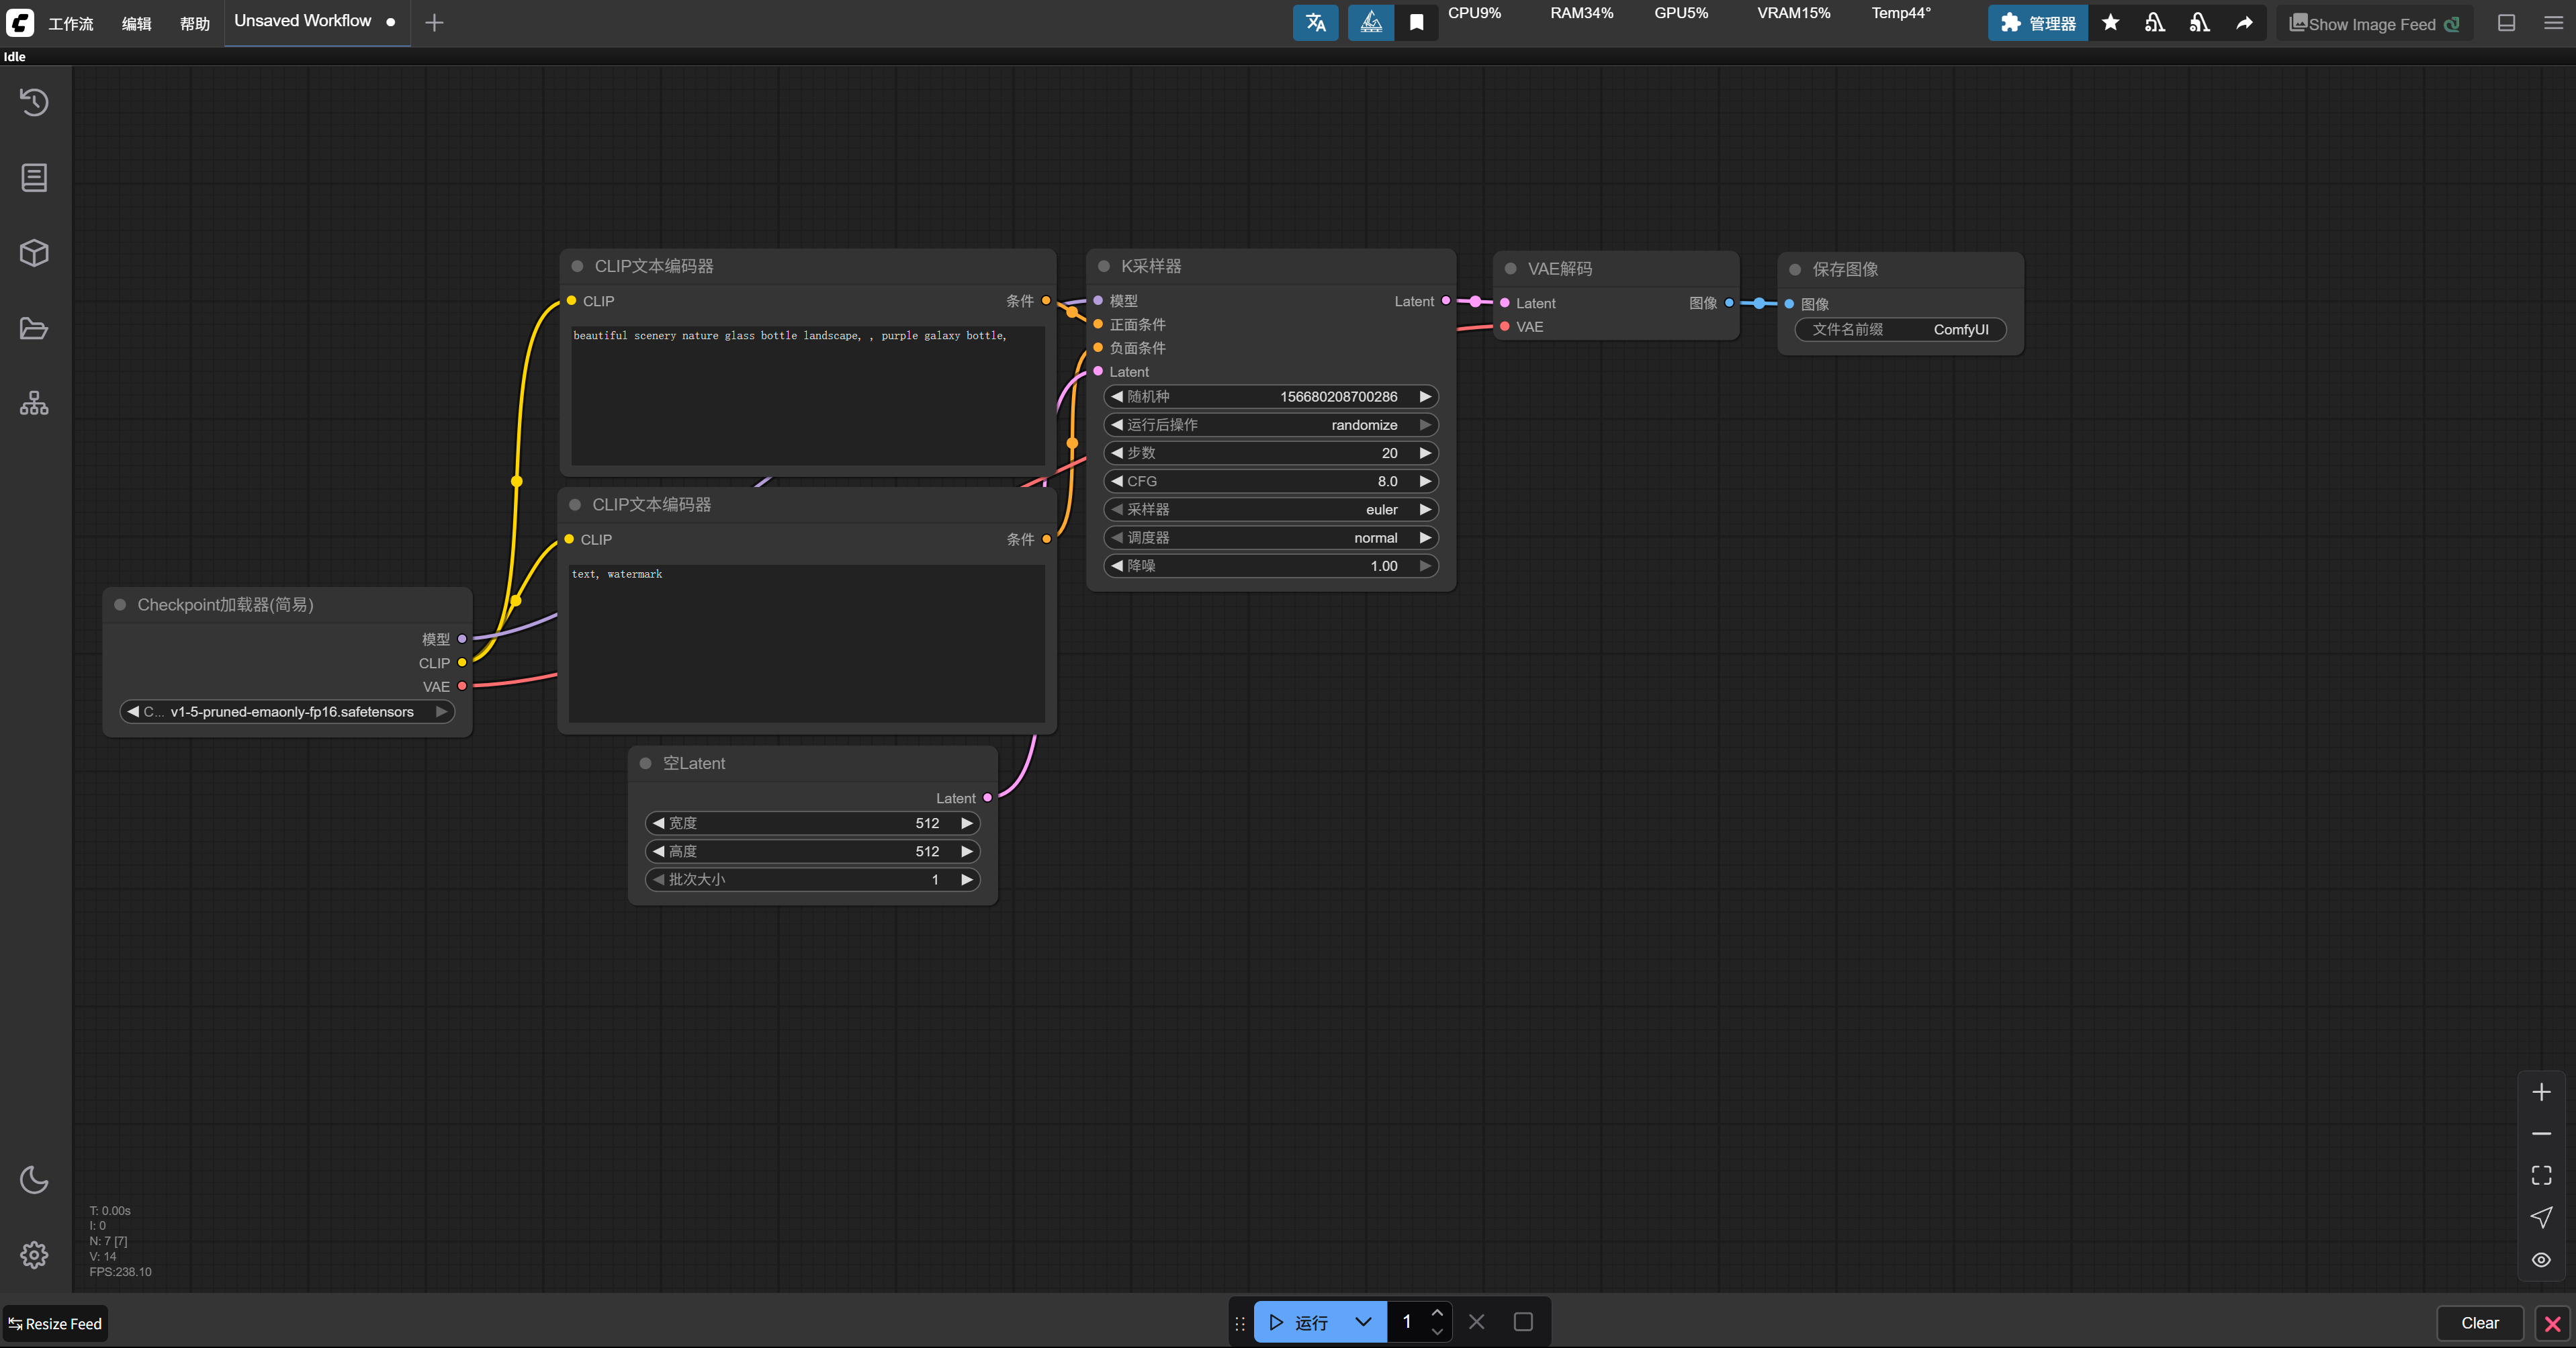 工作流 编辑 帮助 Unsaved Workflow CPU9% RAM34% GPU5% VRAM15% Temp44° 管理器 Show Image Feed
Idle
CLIP文本编码器
CLIP 条件
beautiful scenery nature glass bottle landscape, , purple galaxy bottle,
K采样器
模型 Latent
正面条件
负面条件
Latent
随机种 156680208700286
运行后操作 randomize
步数 20
CFG 8.0
采样器 euler
调度器 normal
降噪 1.00
VAE解码
Latent 图像
VAE
保存图像
图像
文件名前缀 ComfyUI
CLIP文本编码器
CLIP 条件
text, watermark
Checkpoint加载器(简易)
模型
CLIP
VAE
C... v1-5-pruned-emaonly-fp16.safetensors
空Latent
Latent
宽度 512
高度 512
批次大小 1
T: 0.00s
I: 0
N: 7 [7]
V: 14
FPS:238.10
Resize Feed 运行 1 Clear